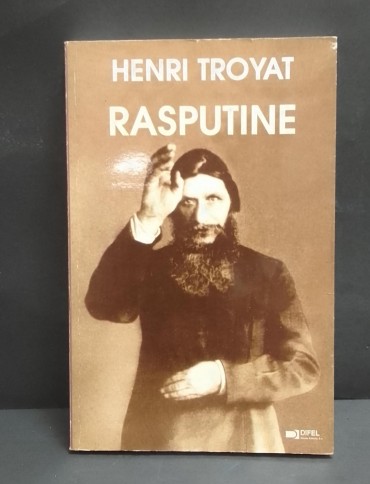 HENRI TROYAT
RASPUTINE
DIFEL